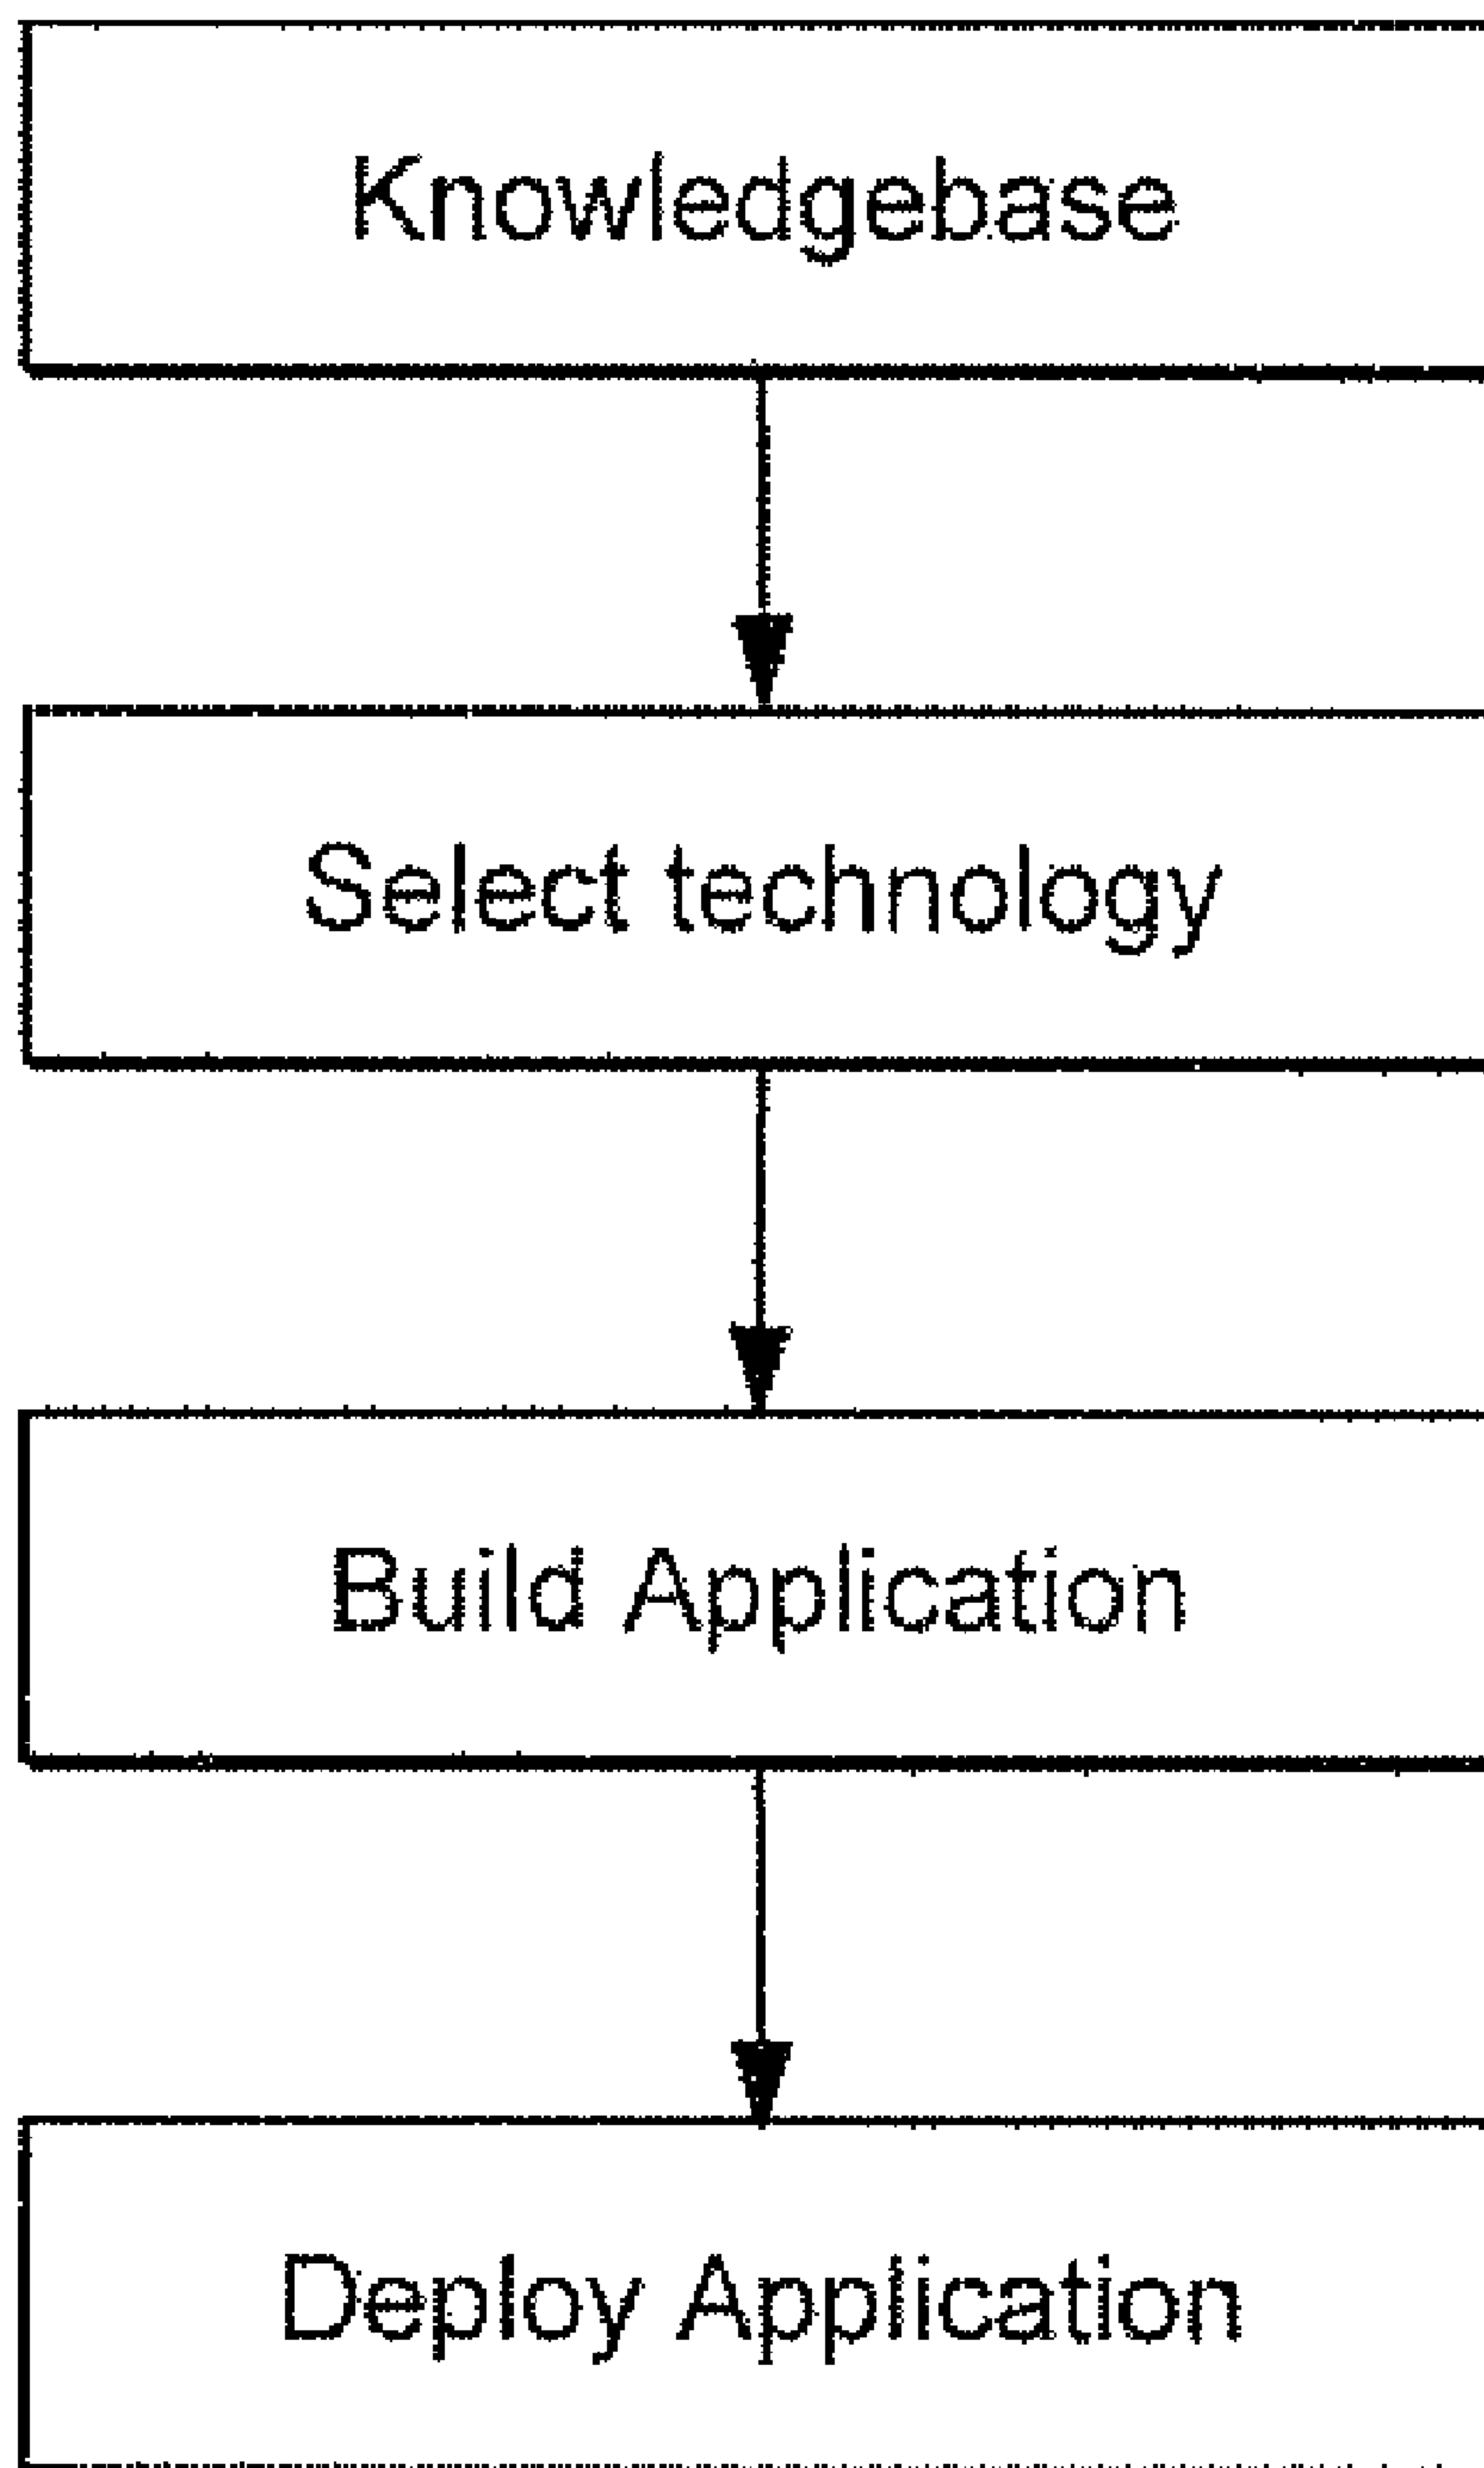 Knowledgebase
Select technology
Build Application
Deploy Application